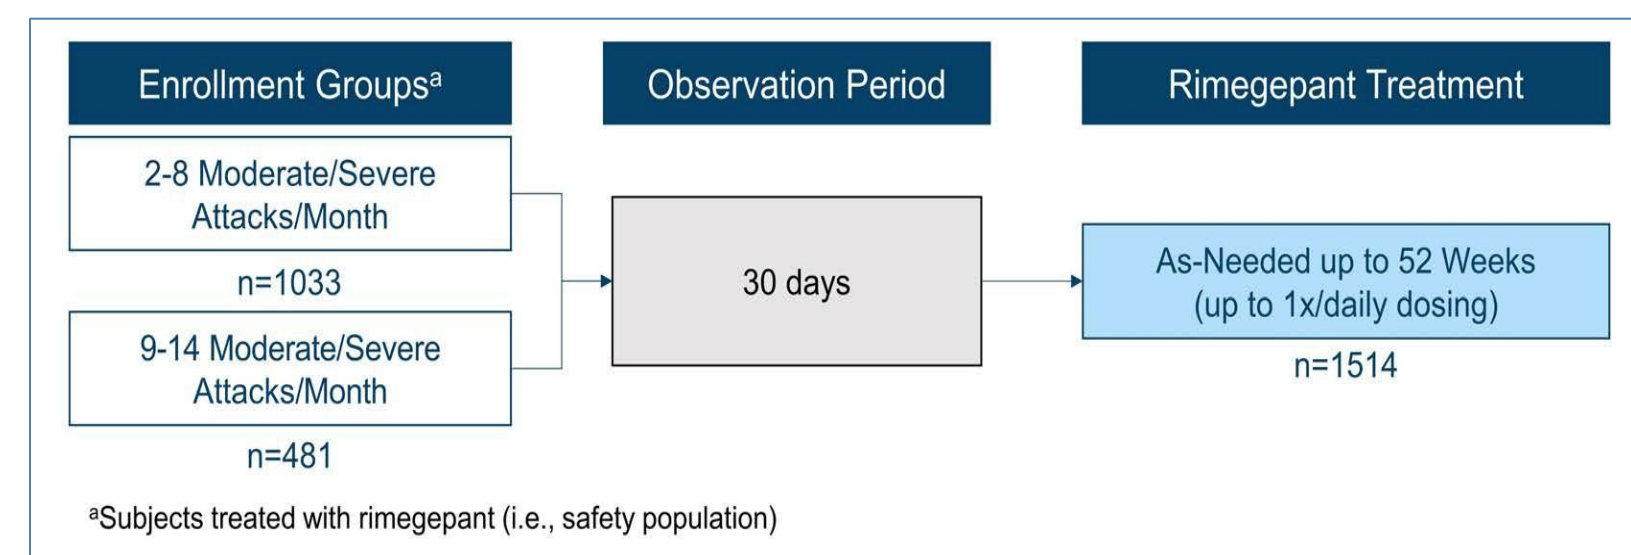 Enrollment Groupsᵃ
2-8 Moderate/Severe
Attacks/Month
n=1033
9-14 Moderate/Severe
Attacks/Month
n=481
Observation Period
30 days
Rimegepant Treatment
As-Needed up to 52 Weeks
(up to 1x/daily dosing)
n=1514
ᵃSubjects treated with rimegepant (i.e., safety population)